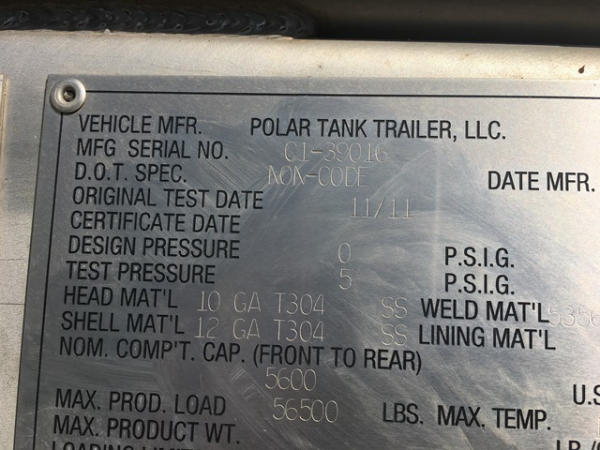 VEHICLE MFR. POLAR TANK TRAILER, LLC.
MFG SERIAL NO. C1-39016
D.O.T. SPEC. NON-CODE DATE MFR.
ORIGINAL TEST DATE 11/11
CERTIFICATE DATE
DESIGN PRESSURE 0 P.S.I.G.
TEST PRESSURE 5 P.S.I.G.
HEAD MAT'L 10 GA T304 SS WELD MAT'L
SHELL MAT'L 12 GA T304 SS LINING MAT'L
NOM. COMP'T. CAP. (FRONT TO REAR)
5600 U.S
MAX. PROD. LOAD 56500 LBS. MAX. TEMP.
MAX. PRODUCT WT.